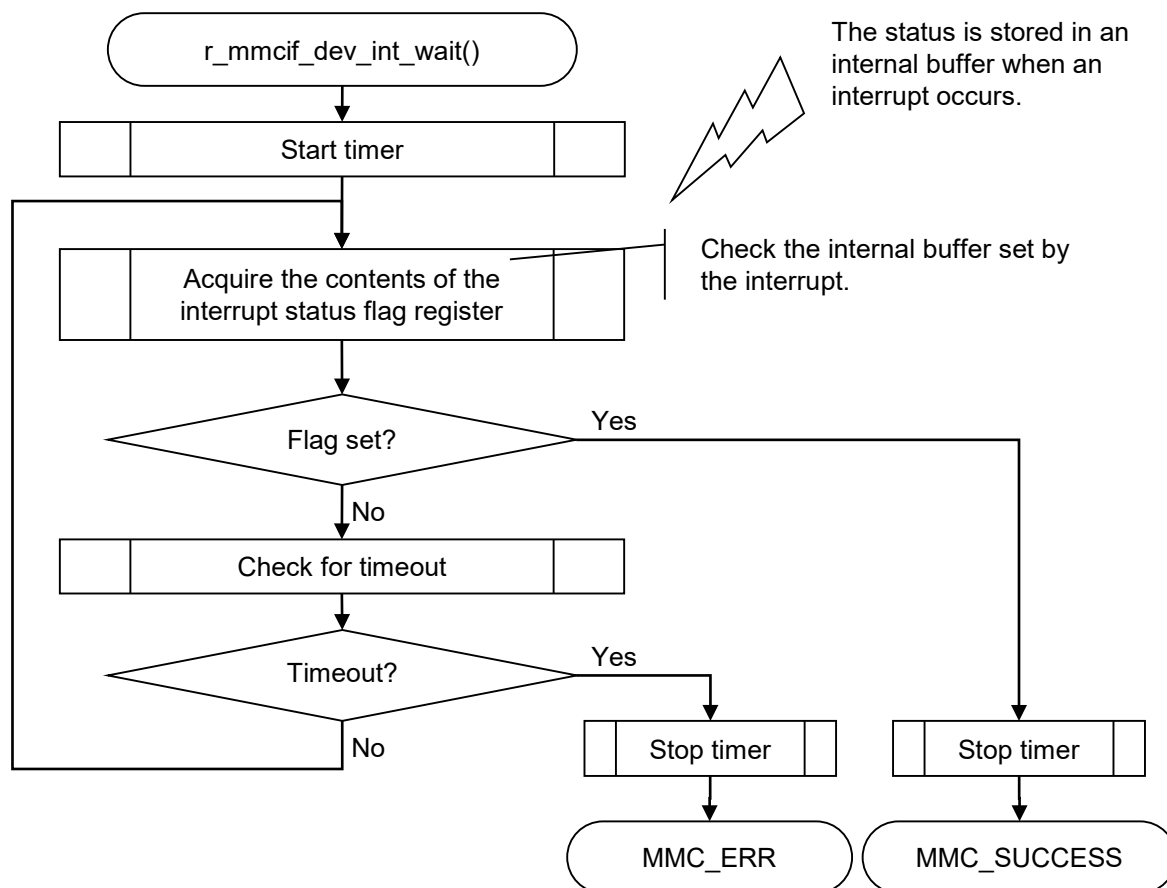 r_mmcif_dev_int_wait()
The status is stored in an
internal buffer when an
interrupt occurs.
Start timer
Check the internal buffer set by
the interrupt.
Acquire the contents of the
interrupt status flag register
Flag set?
Yes
No
Check for timeout
Timeout?
Yes
No
Stop timer
Stop timer
MMC_ERR
MMC_SUCCESS